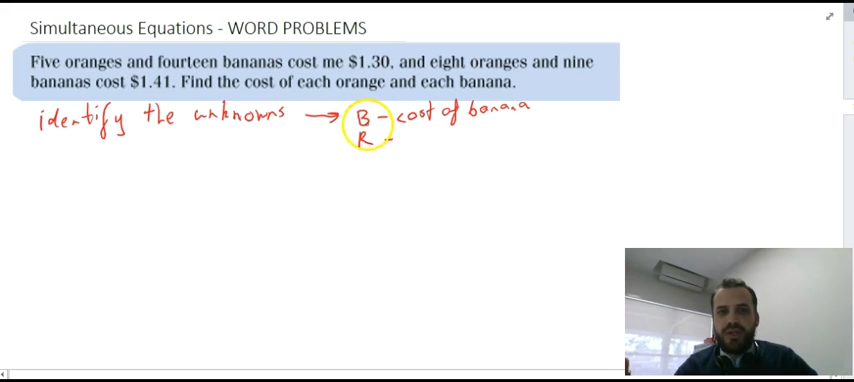 Simultaneous Equations - WORD PROBLEMS
Five oranges and fourteen bananas cost me $1.30, and eight oranges and nine
bananas cost $1.41. Find the cost of each orange and each banana.
identify the unknowns → B - cost of banana
R -